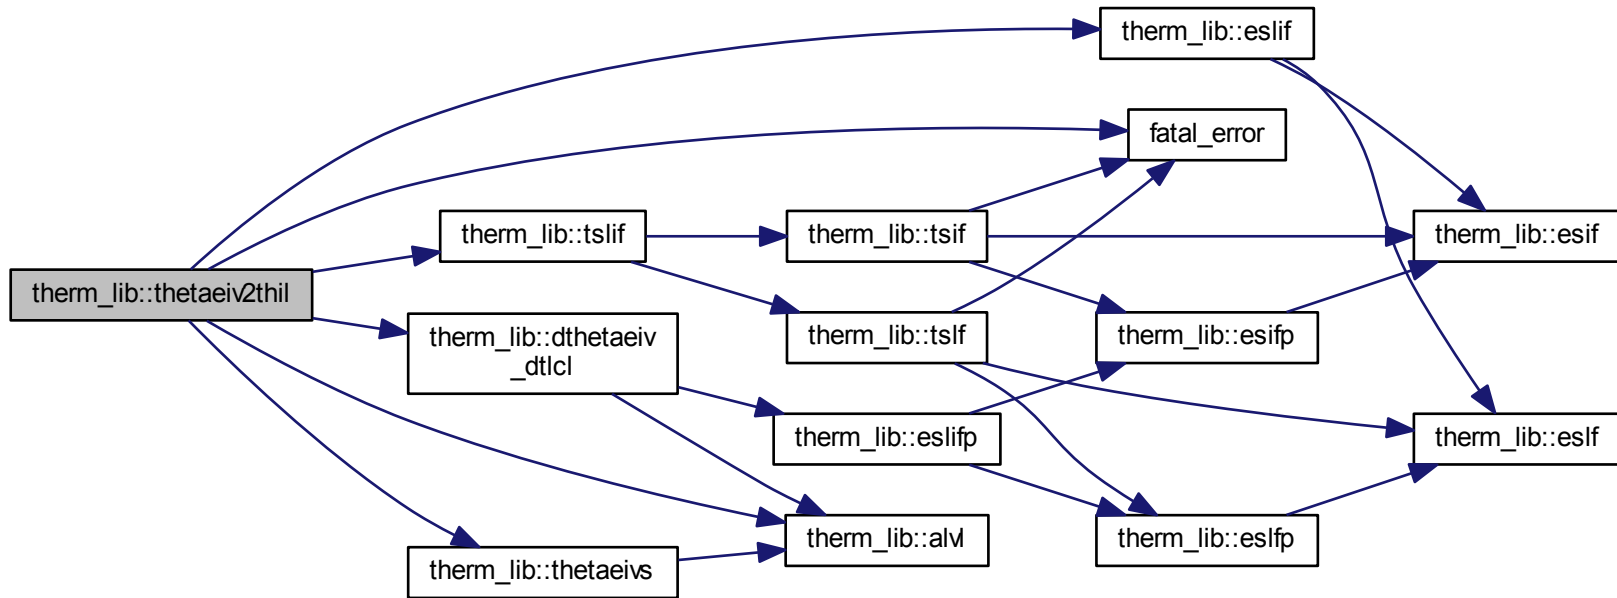 therm_lib::eslif
fatal_error
therm_lib::tslif
therm_lib::tsif
therm_lib::esif
therm_lib::thetaeiv2thil
therm_lib::dthetaeiv
_dtlcl
therm_lib::tslf
therm_lib::esifp
therm_lib::eslifp
therm_lib::eslf
therm_lib::alvl
therm_lib::eslfp
therm_lib::thetaeivs